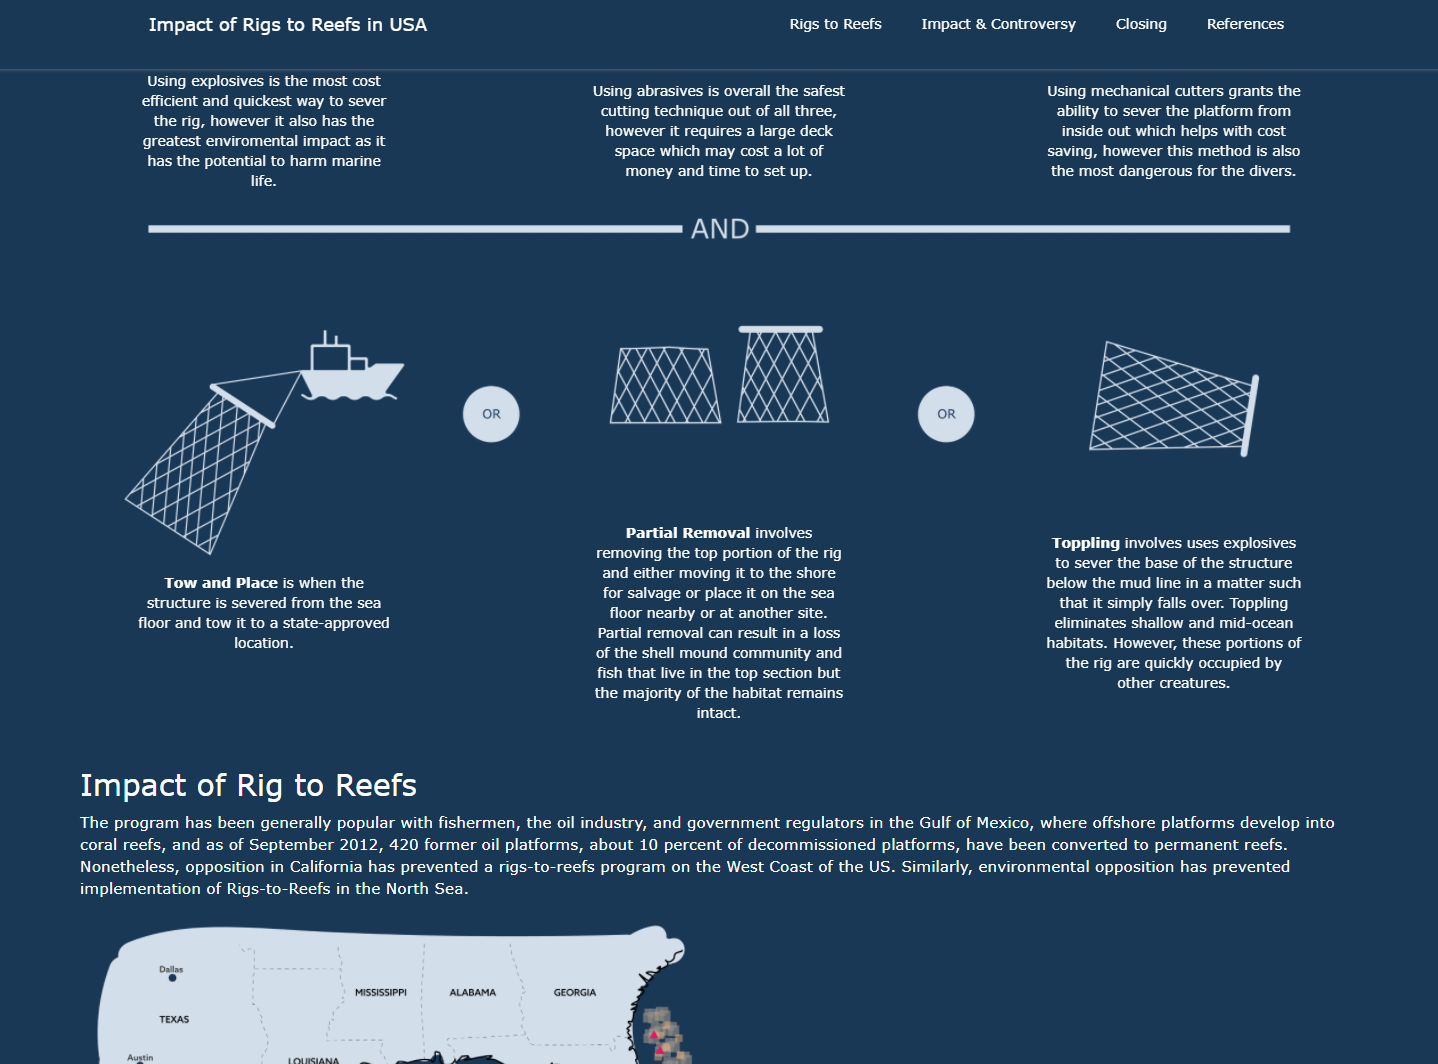 Impact of Rigs to Reefs in USA
Rigs to Reefs
Impact & Controversy
Closing
References
Using explosives is the most cost
efficient and quickest way to sever
the rig, however it also has the
greatest enviromental impact as it
has the potential to harm marine
life.
Using abrasives is overall the safest
cutting technique out of all three,
however it requires a large deck
space which may cost a lot of
money and time to set up.
Using mechanical cutters grants the
ability to sever the platform from
inside out which helps with cost
saving, however this method is also
the most dangerous for the divers.
AND
OR
OR
Tow and Place is when the
structure is severed from the sea
floor and tow it to a state-approved
location.
Partial Removal involves
removing the top portion of the rig
and either moving it to the shore
for salvage or place it on the sea
floor nearby or at another site.
Partial removal can result in a loss
of the shell mound community and
fish that live in the top section but
the majority of the habitat remains
intact.
Toppling involves uses explosives
to sever the base of the structure
below the mud line in a matter such
that it simply falls over. Toppling
eliminates shallow and mid-ocean
habitats. However, these portions of
the rig are quickly occupied by
other creatures.
Impact of Rig to Reefs
The program has been generally popular with fishermen, the oil industry, and government regulators in the Gulf of Mexico, where offshore platforms develop into
coral reefs, and as of September 2012, 420 former oil platforms, about 10 percent of decommissioned platforms, have been converted to permanent reefs.
Nonetheless, opposition in California has prevented a rigs-to-reefs program on the West Coast of the US. Similarly, environmental opposition has prevented
implementation of Rigs-to-Reefs in the North Sea.
Dallas
MISSISSIPPI
ALABAMA
GEORGIA
TEXAS
Austin
LOUISIANA